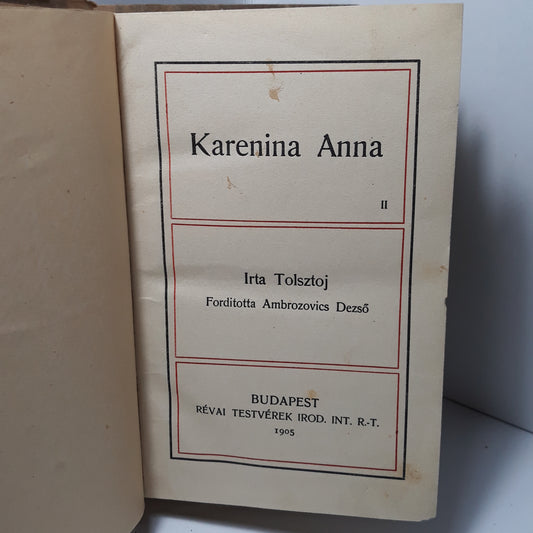 Karenina Anna
II
Irta Tolsztoj
Forditotta Ambrozovics Dezső
BUDAPEST
RÉVAI TESTVÉREK IROD. INT. R.-T.
1905